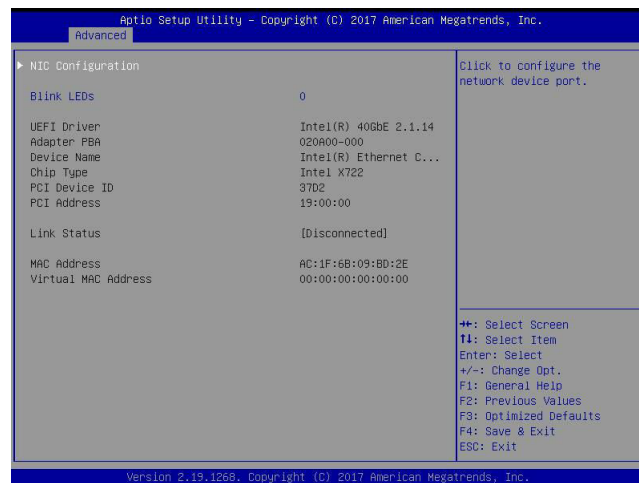 Aptio Setup Utility – Copyright (C) 2017 American Megatrends, Inc.
Advanced
NIC Configuration
Blink LEDs 0
UEFI Driver Intel(R) 40GbE 2.1.14
Adapter PBA 020A00-000
Device Name Intel(R) Ethernet C...
Chip Type Intel X722
PCI Device ID 37D2
PCI Address 19:00:00
Link Status [Disconnected]
MAC Address AC:1F:6B:09:BD:2E
Virtual MAC Address 00:00:00:00:00:00
Click to configure the
network device port.
→←: Select Screen
↑↓: Select Item
Enter: Select
+/-: Change Opt.
F1: General Help
F2: Previous Values
F3: Optimized Defaults
F4: Save & Exit
ESC: Exit
Version 2.19.1268. Copyright (C) 2017 American Megatrends, Inc.